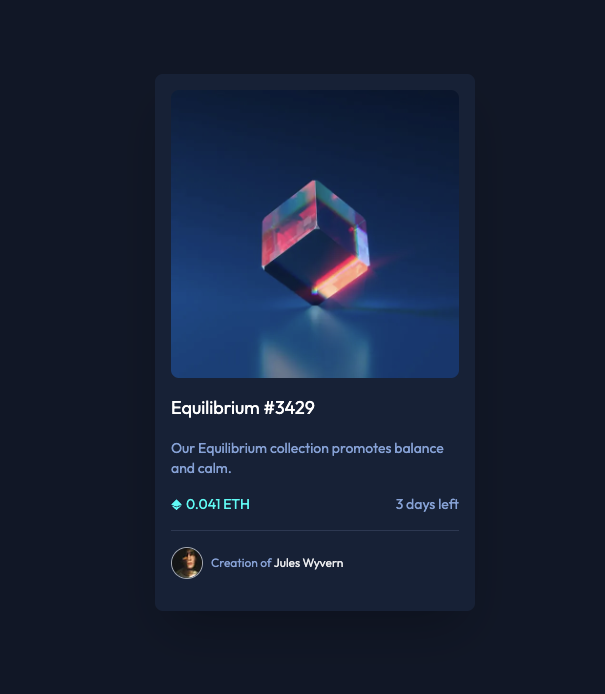 Equilibrium #3429
Our Equilibrium collection promotes balance
and calm.
0.041 ETH 3 days left
Creation of Jules Wyvern